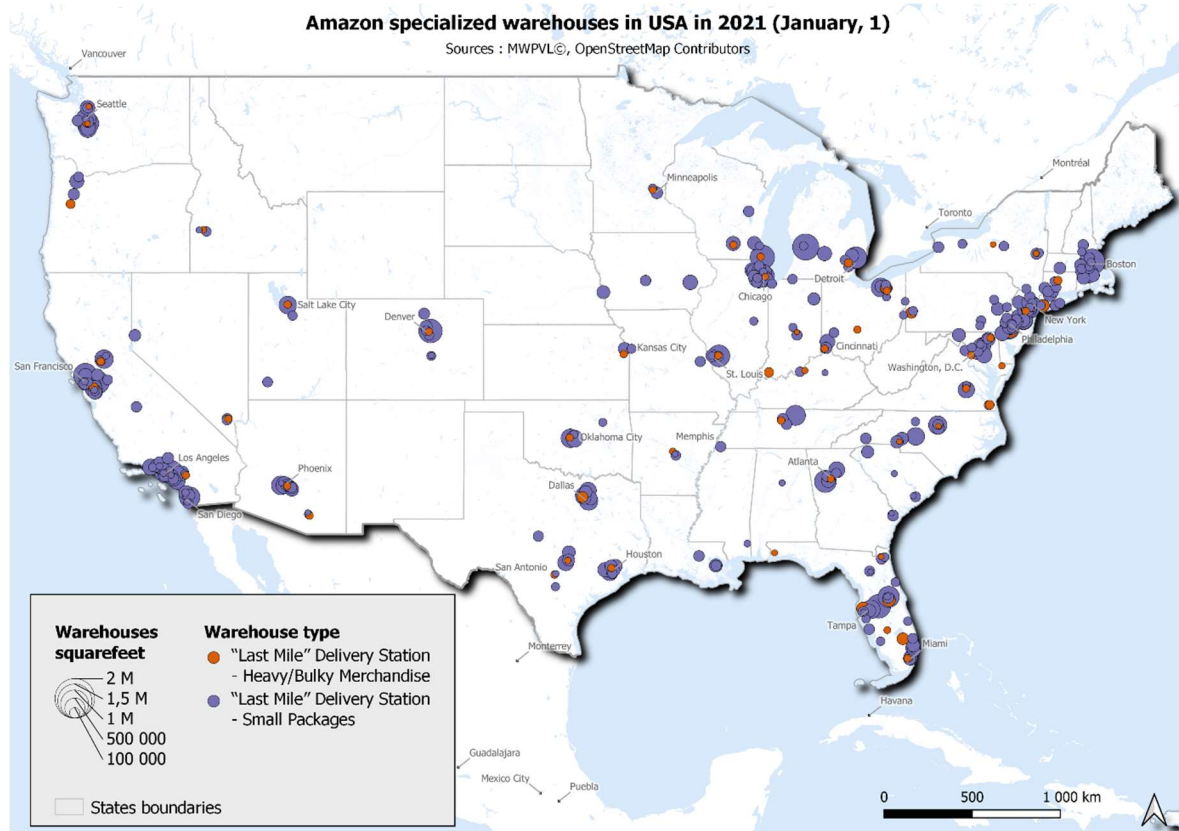 Amazon specialized warehouses in USA in 2021 (January, 1)
Sources : MWPVL©, OpenStreetMap Contributors
Vancouver
Seattle
Minneapolis
Montréal
Toronto
Boston
Detroit
Chicago
Salt Lake City
Denver
New York
Philadelphia
Kansas City
Cincinnati
San Francisco
St. Louis
Washington, D.C.
Oklahoma City
Memphis
Los Angeles
Phoenix
Atlanta
San Diego
Dallas
San Antonio
Houston
Tampa
Miami
Monterrey
Havana
Guadalajara
Mexico City
Puebla
Warehouses
squarefeet
2 M
1,5 M
1 M
500 000
100 000
Warehouse type
“Last Mile” Delivery Station
- Heavy/Bulky Merchandise
“Last Mile” Delivery Station
- Small Packages
States boundaries
0 500 1 000 km